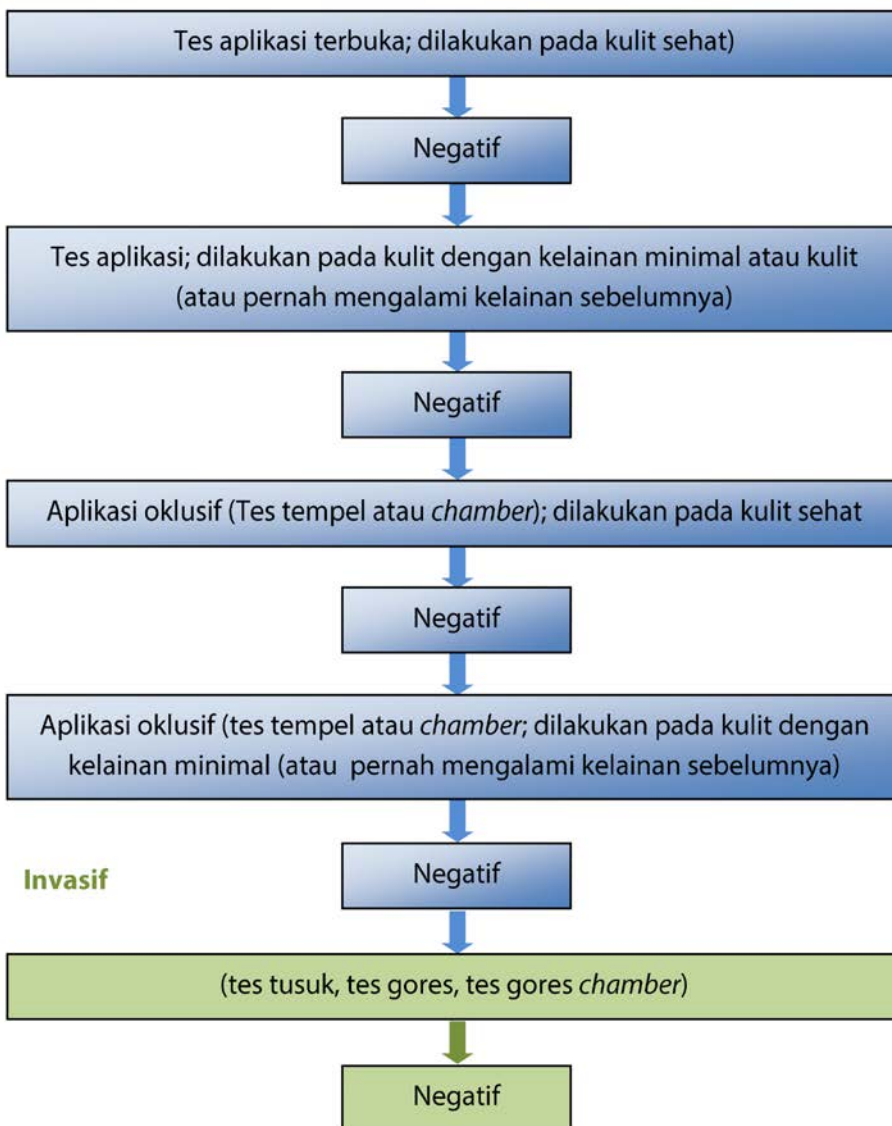 Tes aplikasi terbuka; dilakukan pada kulit sehat)
Negatif
Tes aplikasi; dilakukan pada kulit dengan kelainan minimal atau kulit
(atau pernah mengalami kelainan sebelumnya)
Negatif
Aplikasi oklusif (Tes tempel atau chamber); dilakukan pada kulit sehat
Negatif
Aplikasi oklusif (tes tempel atau chamber; dilakukan pada kulit dengan
kelainan minimal (atau pernah mengalami kelainan sebelumnya)
Negatif
Invasif
(tes tusuk, tes gores, tes gores chamber)
Negatif